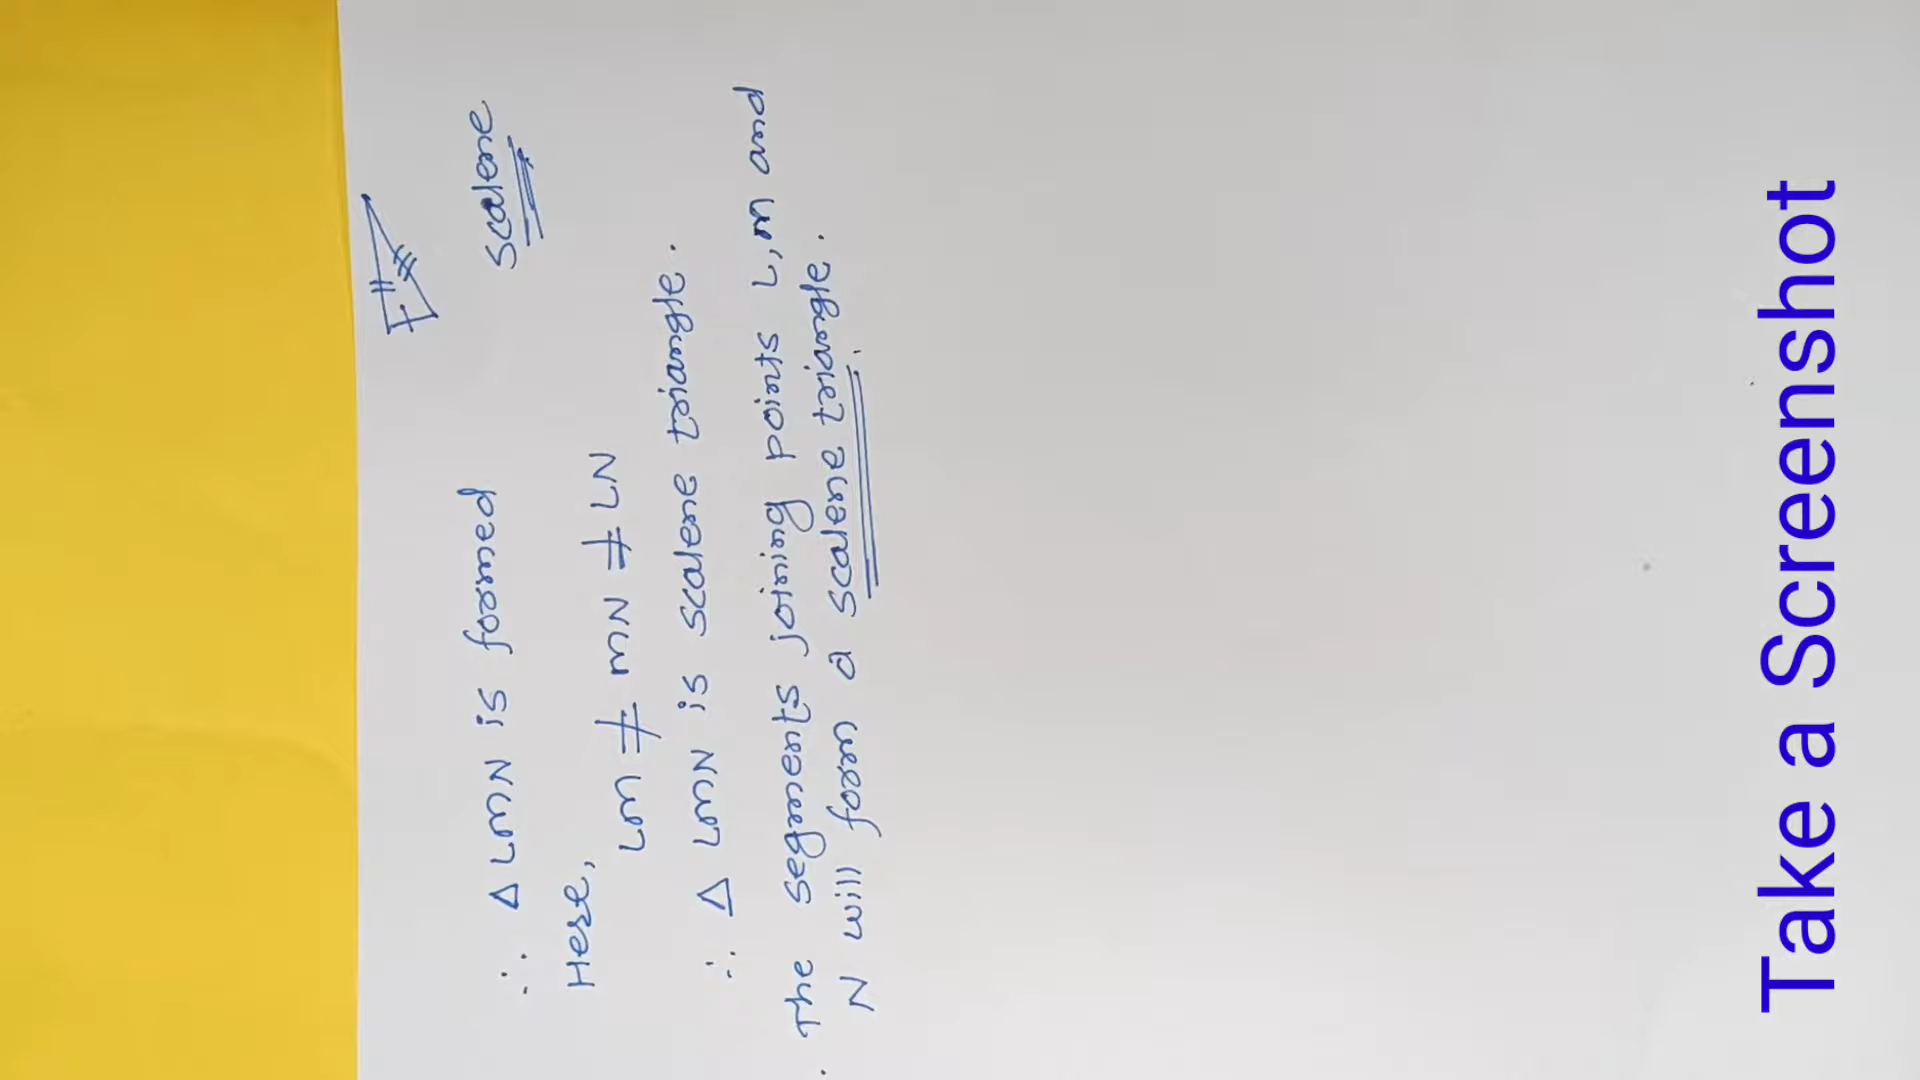 scalene
∴ △ LMN is formed
Here,
LM ≠ MN ≠ LN
∴ △ LMN is scalene triangle.
. The segments joining points L, M and
N will form a scalene triangle.
Take a Screenshot